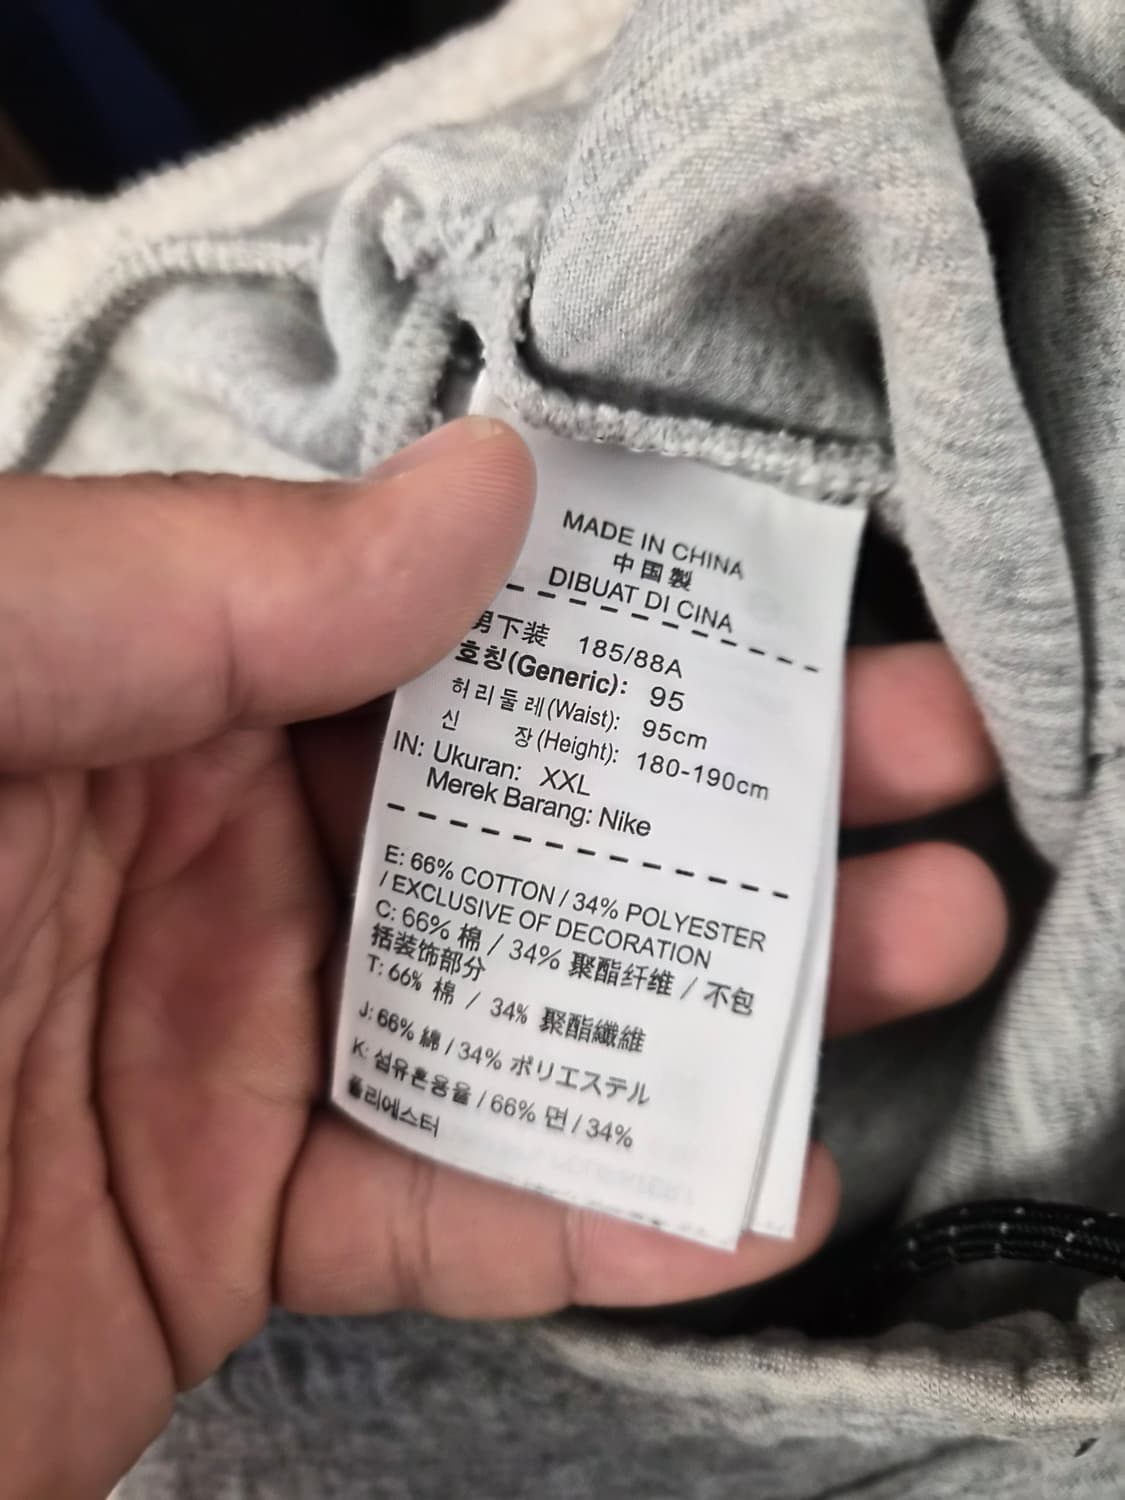 MADE IN CHINA
中国製
DIBUAT DI CINA
男下装 185/88A
호칭(Generic): 95
허리둘레(Waist): 95cm
신 장(Height): 180-190cm
IN: Ukuran: XXL
Merek Barang: Nike
E: 66% COTTON / 34% POLYESTER
/ EXCLUSIVE OF DECORATION
C: 66% 棉 / 34% 聚酯纤维 / 不包
括装饰部分
T: 66% 棉 / 34% 聚酯纖維
J: 66% 綿 / 34% ポリエステル
K: 섬유혼용율 / 66% 면 / 34%
폴리에스터